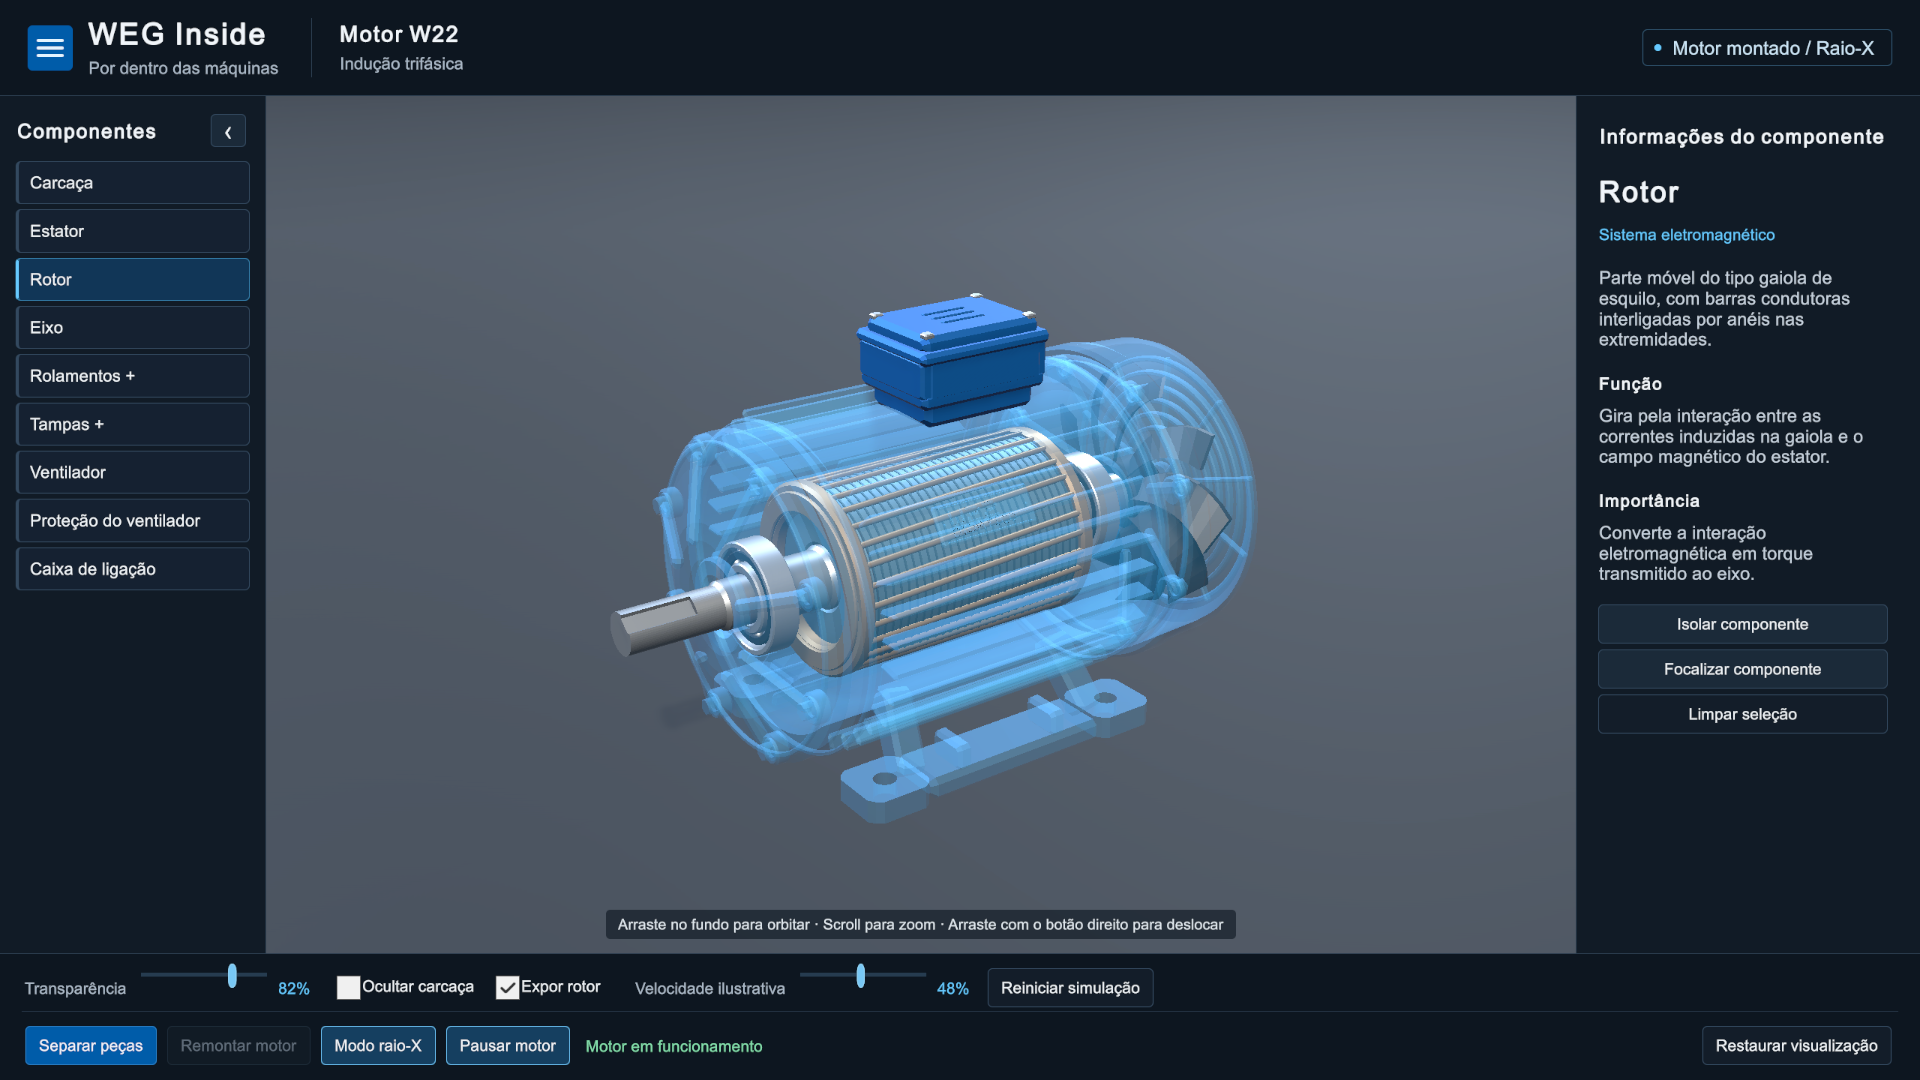 WEG Inside
Por dentro das máquinas
Motor W22
Indução trifásica
Motor montado / Raio-X
Componentes
Carcaça
Estator
Rotor
Eixo
Rolamentos +
Tampas +
Ventilador
Proteção do ventilador
Caixa de ligação
Informações do componente
Rotor
Sistema eletromagnético
Parte móvel do tipo gaiola de
esquilo, com barras condutoras
interligadas por anéis nas
extremidades.
Função
Gira pela interação entre as
correntes induzidas na gaiola e o
campo magnético do estator.
Importância
Converte a interação
eletromagnética em torque
transmitido ao eixo.
Isolar componente
Focalizar componente
Limpar seleção
Arraste no fundo para orbitar · Scroll para zoom · Arraste com o botão direito para deslocar
Transparência 82% Ocultar carcaça Expor rotor Velocidade ilustrativa 48% Reiniciar simulação
Separar peças Remontar motor Modo raio-X Pausar motor Motor em funcionamento Restaurar visualização